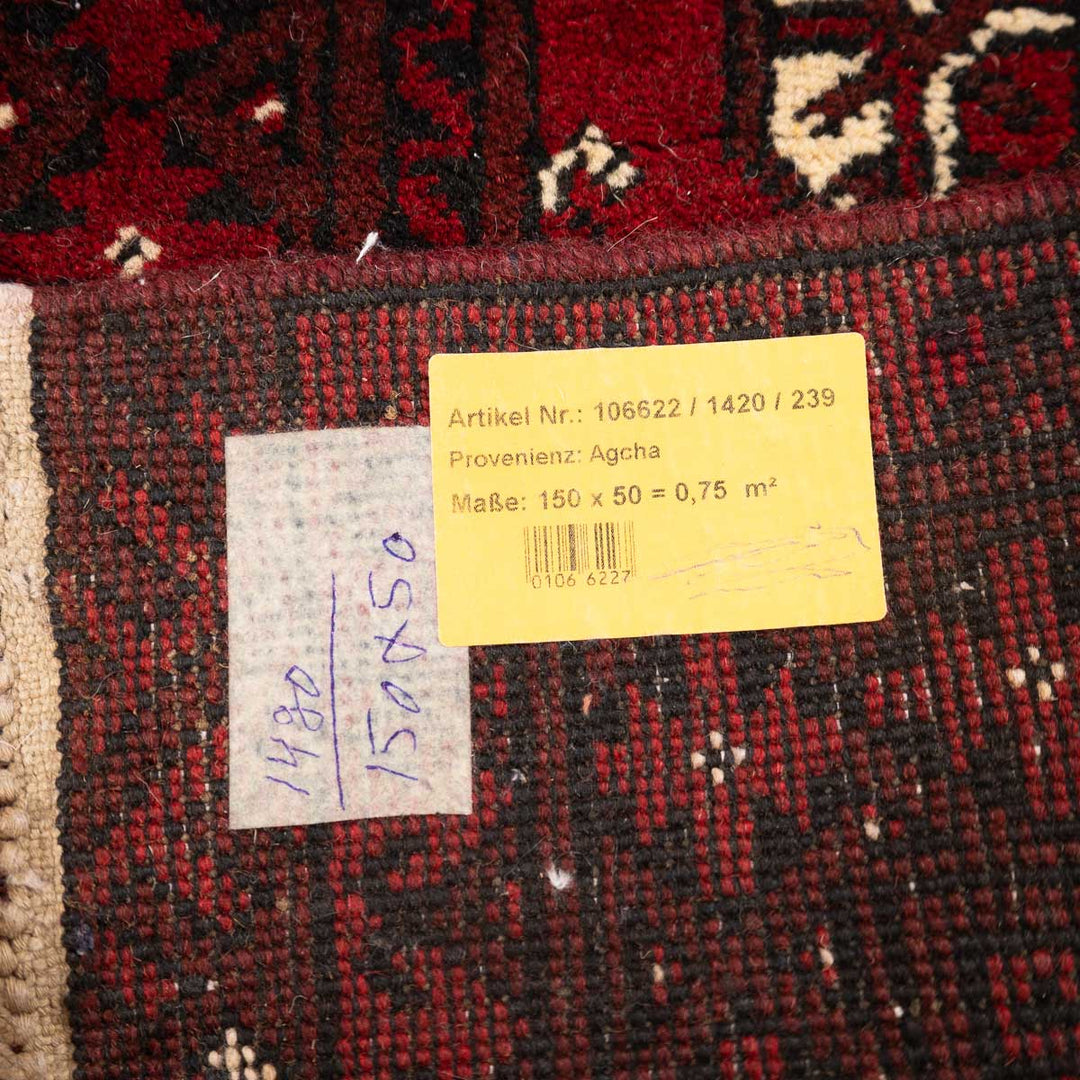 Artikel Nr.: 106622 / 1420 / 239
Provenienz: Agcha
Maße: 150 x 50 = 0,75 m²
0106 6227
1480
150x50